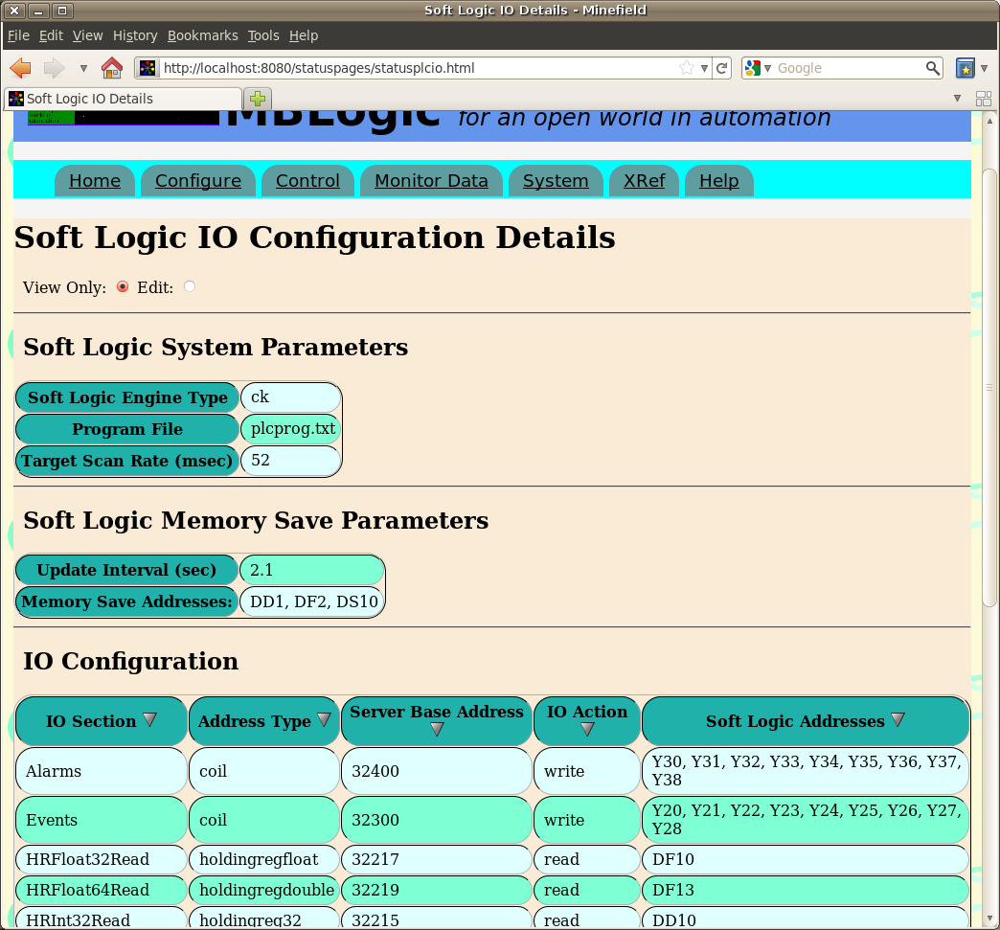 Soft Logic IO Details - Minefield
File Edit View History Bookmarks Tools Help
http://localhost:8080/statuspages/statusplcio.html
Google
Soft Logic IO Details
MBLogic for an open world in automation
Home Configure Control Monitor Data System XRef Help
Soft Logic IO Configuration Details
View Only: Edit:
Soft Logic System Parameters
Soft Logic Engine Type ck
Program File plcprog.txt
Target Scan Rate (msec) 52
Soft Logic Memory Save Parameters
Update Interval (sec) 2.1
Memory Save Addresses: DD1, DF2, DS10
IO Configuration
IO Section Address Type Server Base Address IO Action Soft Logic Addresses
Alarms coil 32400 write Y30, Y31, Y32, Y33, Y34, Y35, Y36, Y37,
Y38
Events coil 32300 write Y20, Y21, Y22, Y23, Y24, Y25, Y26, Y27,
Y28
HRFloat32Read holdingregfloat 32217 read DF10
HRFloat64Read holdingregdouble 32219 read DF13
HRInt32Read holdingreg32 32215 read DD10